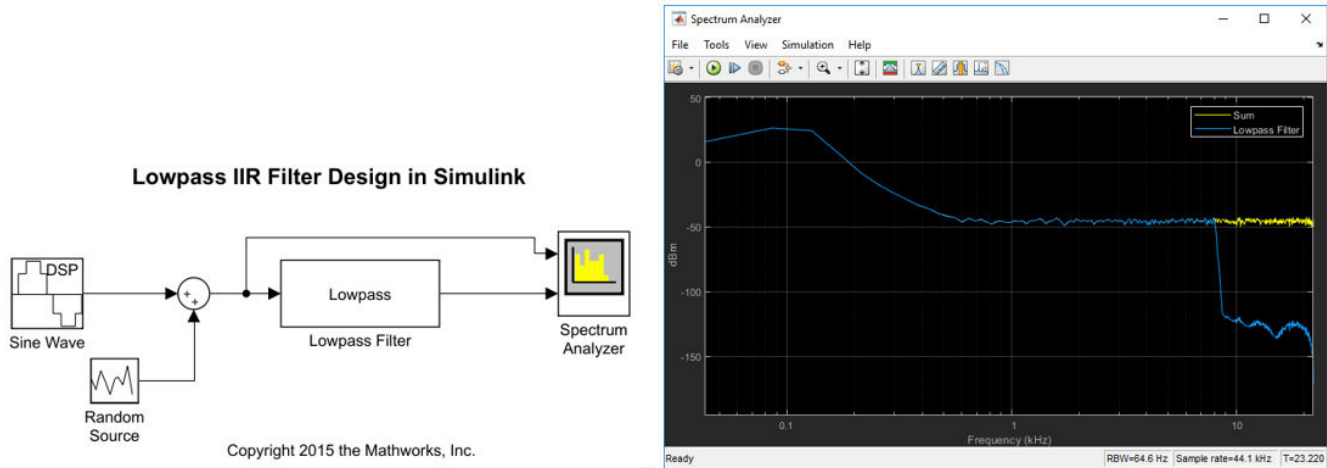 Lowpass IIR Filter Design in Simulink
DSP
Sine Wave
Random
Source
Lowpass
Lowpass Filter
Spectrum
Analyzer
Copyright 2015 the Mathworks, Inc.
Spectrum Analyzer
File Tools View Simulation Help
50
0
-50
-100
-150
dBm
Sum
Lowpass Filter
0.1 1 10
Frequency (kHz)
Ready RBW=64.6 Hz Sample rate=44.1 kHz T=23.220